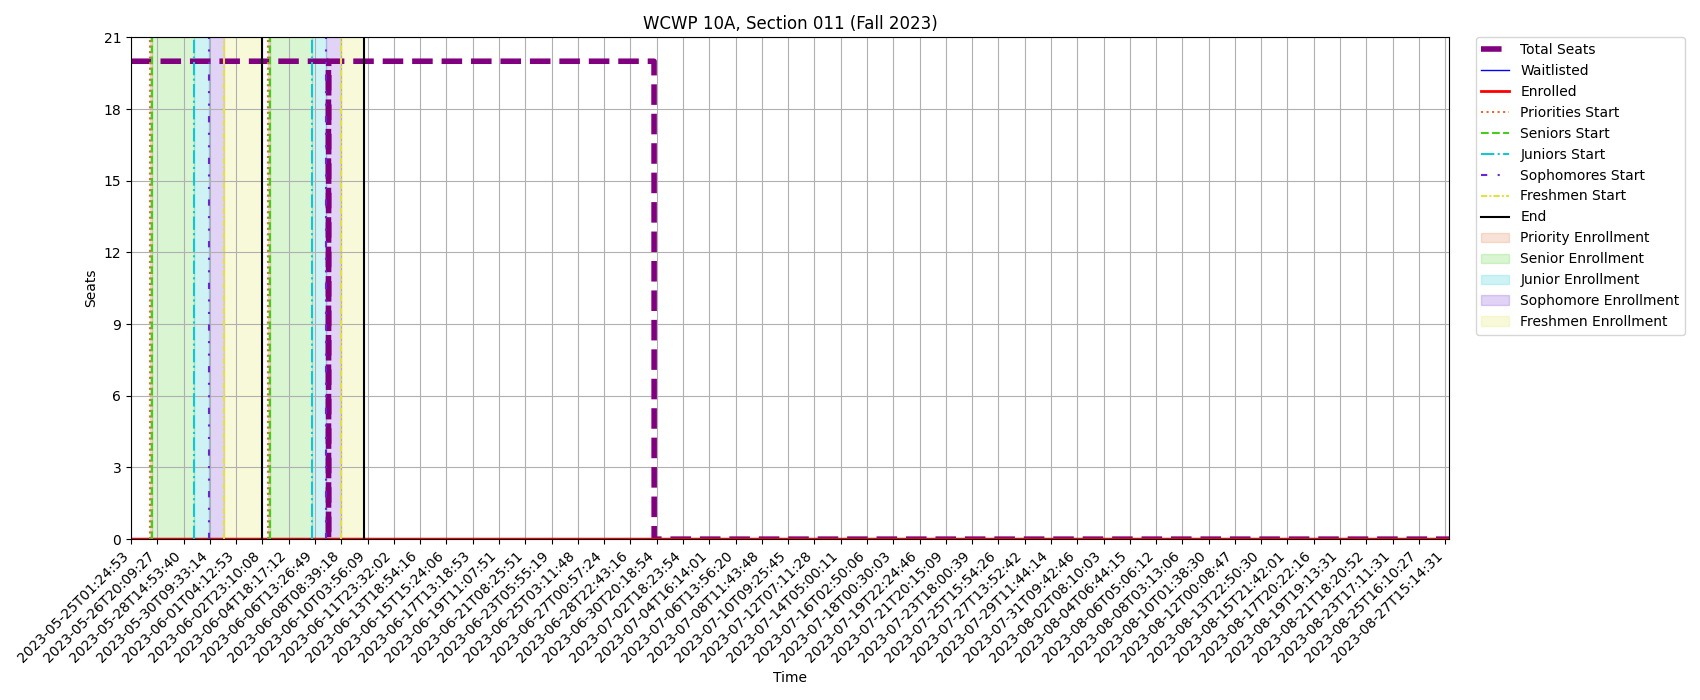 WCWP 10A, Section 011 (Fall 2023)
Seats
21
18
15
12
9
6
3
0
2023-05-25T01:24:53
2023-05-26T20:09:27
2023-05-28T14:53:40
2023-05-30T09:33:14
2023-06-01T04:12:53
2023-06-02T23:10:08
2023-06-04T18:17:12
2023-06-06T13:26:49
2023-06-08T08:39:18
2023-06-10T03:56:09
2023-06-11T23:32:02
2023-06-13T18:54:16
2023-06-15T15:24:06
2023-06-17T13:18:53
2023-06-19T11:07:51
2023-06-21T08:25:51
2023-06-23T05:55:19
2023-06-25T03:11:48
2023-06-27T00:57:24
2023-06-28T22:43:16
2023-06-30T20:18:54
2023-07-02T18:23:54
2023-07-04T16:14:01
2023-07-06T13:56:20
2023-07-08T11:43:48
2023-07-10T09:25:45
2023-07-12T07:11:28
2023-07-14T05:00:11
2023-07-16T02:50:06
2023-07-18T00:30:03
2023-07-19T22:24:46
2023-07-21T20:15:09
2023-07-23T18:00:39
2023-07-25T15:54:26
2023-07-27T13:52:42
2023-07-29T11:44:14
2023-07-31T09:42:46
2023-08-02T08:10:03
2023-08-04T06:44:15
2023-08-06T05:06:12
2023-08-08T03:13:06
2023-08-10T01:38:30
2023-08-12T00:08:47
2023-08-13T22:50:30
2023-08-15T21:42:01
2023-08-17T20:22:16
2023-08-19T19:13:31
2023-08-21T18:20:52
2023-08-23T17:11:31
2023-08-25T16:10:27
2023-08-27T15:14:31
Time
Total Seats
Waitlisted
Enrolled
Priorities Start
Seniors Start
Juniors Start
Sophomores Start
Freshmen Start
End
Priority Enrollment
Senior Enrollment
Junior Enrollment
Sophomore Enrollment
Freshmen Enrollment